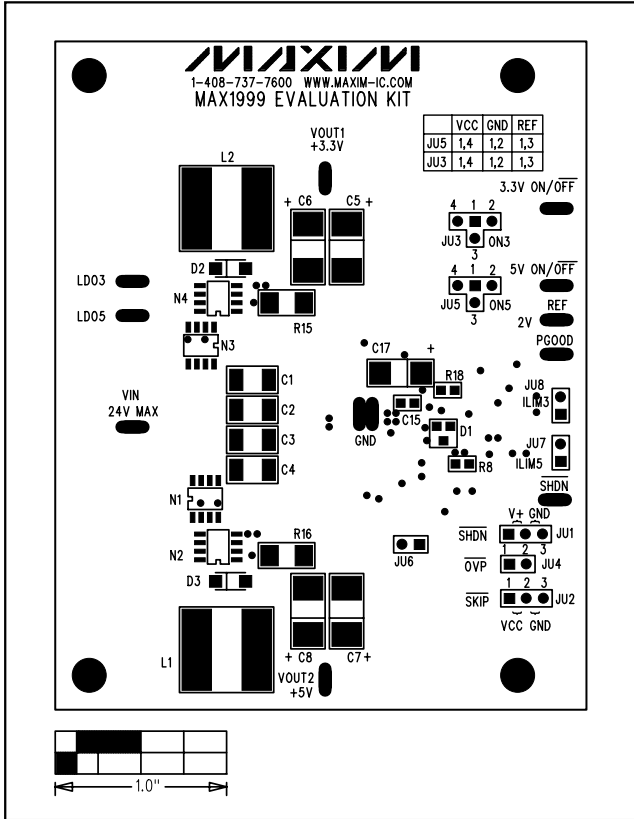 MAXIM
1-408-737-7600 WWW.MAXIM-IC.COM
MAX1999 EVALUATION KIT
VCC GND REF
JU5 1,4 1,2 1,3
JU3 1,4 1,2 1,3
VOUT1
+3.3V
L2
+ C6 C5 +
3.3V ON/OFF
4 1 2
JU3 ON3
3
D2
LDO3
N4
5V ON/OFF
4 1 2
JU5 ON5
3
LDO5
R15
REF
2V
N3
PGOOD
C17 +
C1
R18
JU8
ILIM3
VIN
24V MAX
C2
C15
D1
GND
C3
JU7
ILIM5
C4
R8
SHDN
N1
V+ GND
SHDN JU1
1 2 3
R16
N2
JU6
OVP JU4
1 2 3
D3
SKIP JU2
VCC GND
L1
+ C8 C7 +
VOUT2
+5V
1.0"